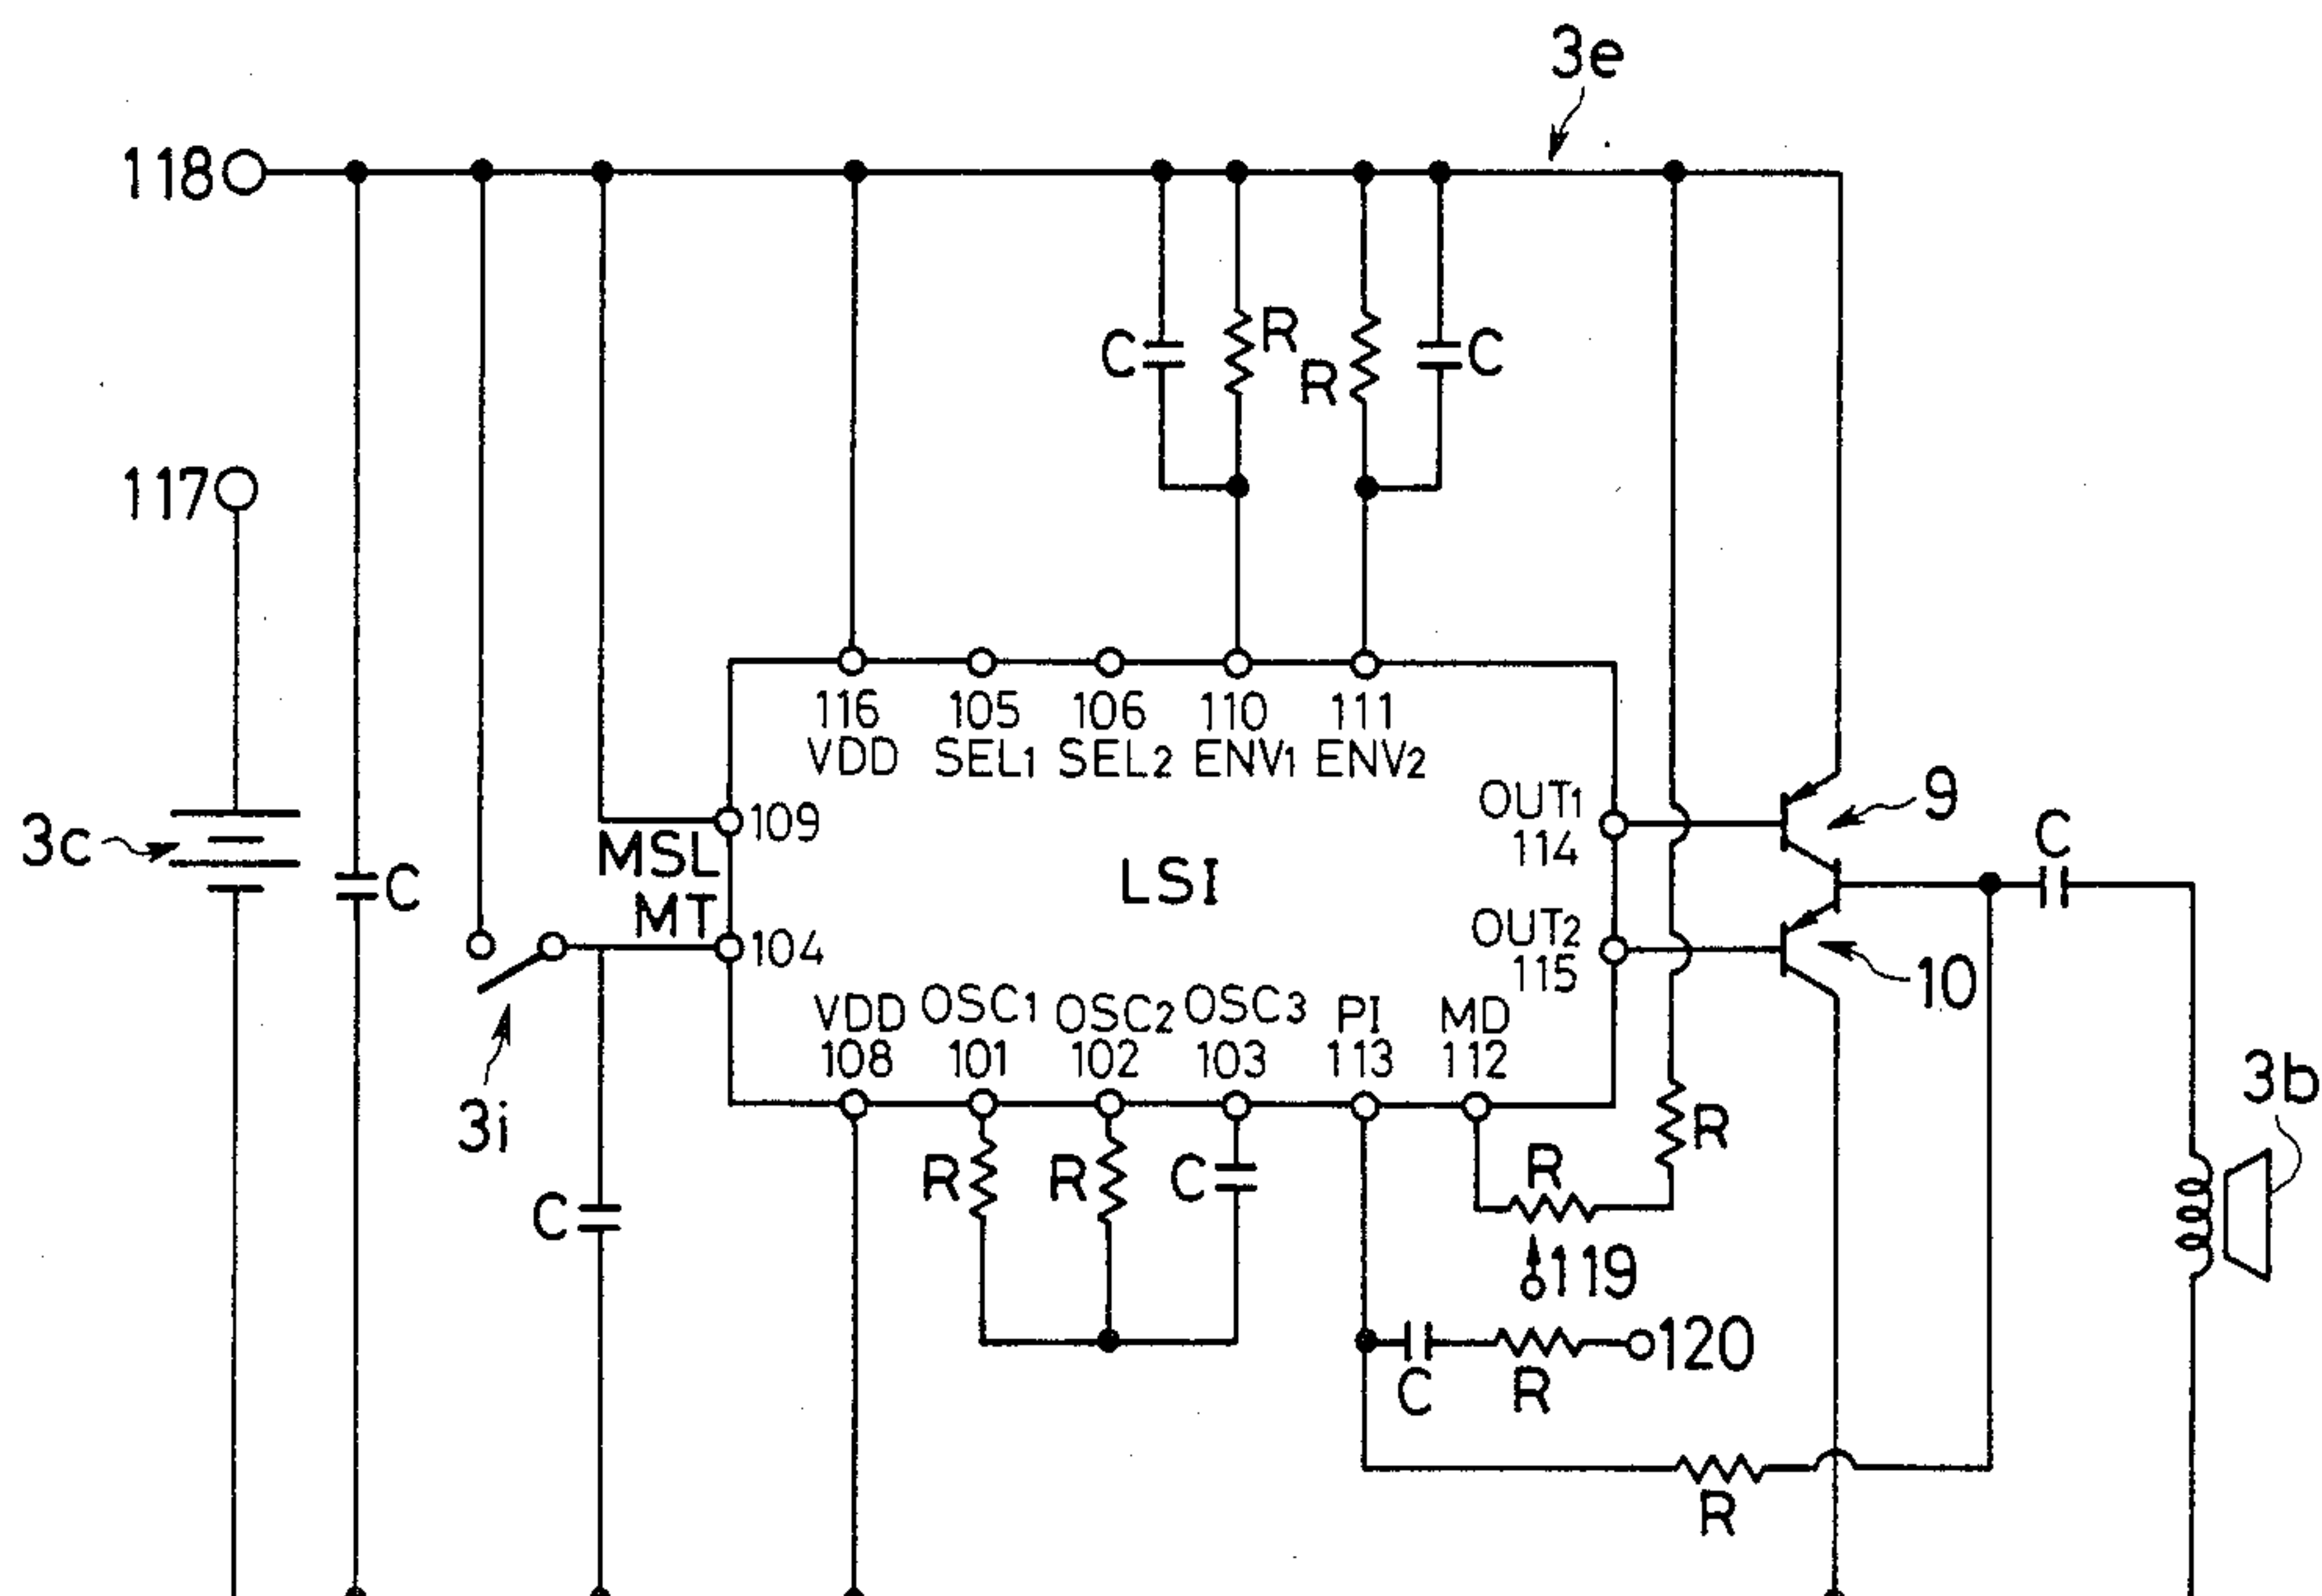 3e
118
117
C
R
R
C
116
105
106
110
111
VDD
SEL1
SEL2
ENV1
ENV2
OUT1
114
9
C
3c
109
MSL
LSI
C
MT
104
OUT2
115
10
VDD
OSC1
OSC2
OSC3
PI
MD
108
101
102
103
113
112
3b
3i
R
R
R
C
R
C
119
120
C
R
R